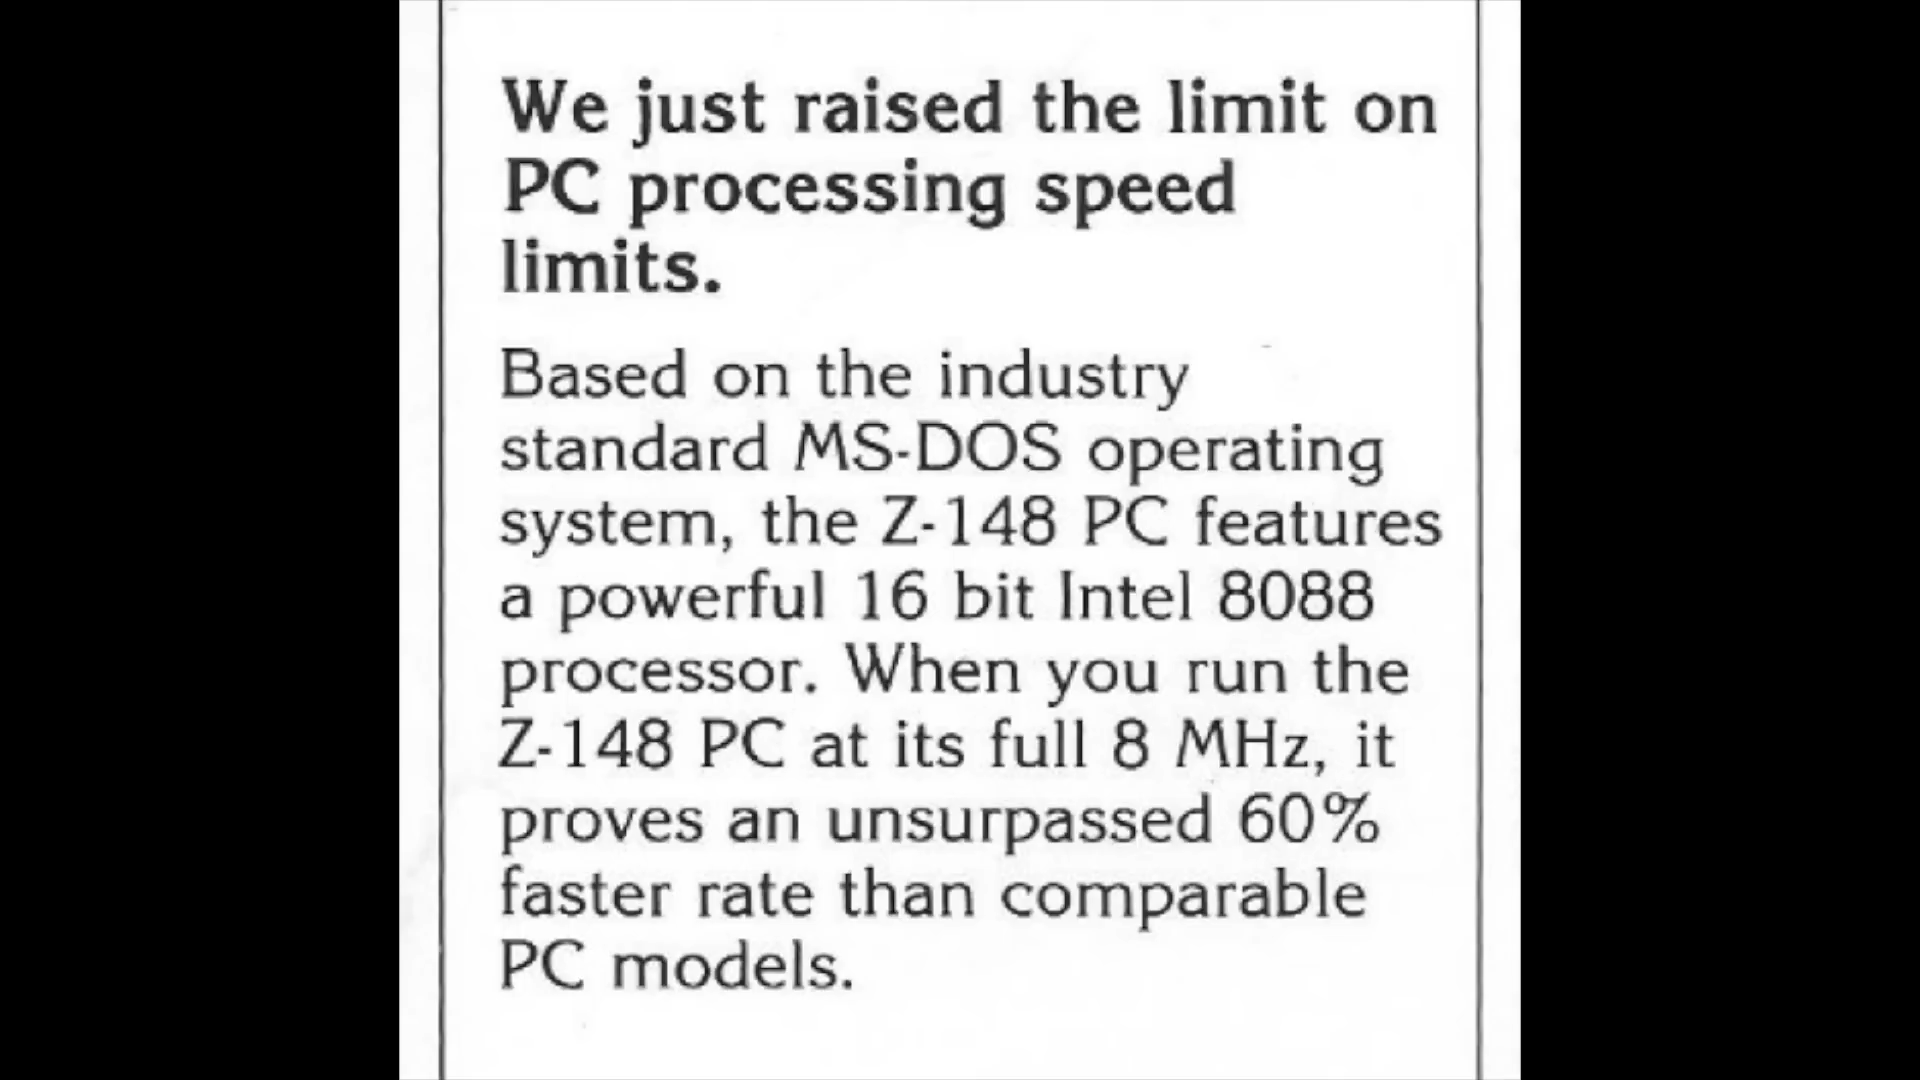 We just raised the limit on
PC processing speed
limits.
Based on the industry
standard MS-DOS operating
system, the Z-148 PC features
a powerful 16 bit Intel 8088
processor. When you run the
Z-148 PC at its full 8 MHz, it
proves an unsurpassed 60%
faster rate than comparable
PC models.